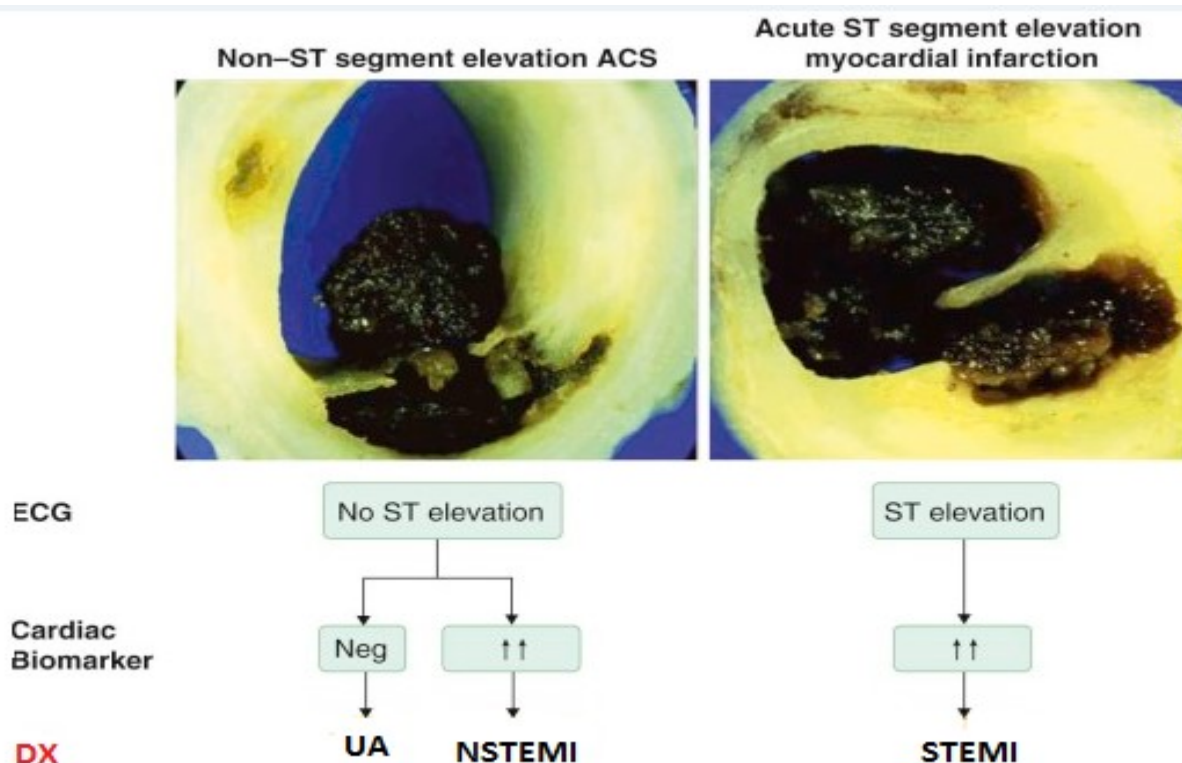 Non–ST segment elevation ACS
Acute ST segment elevation
myocardial infarction
ECG
No ST elevation
ST elevation
Cardiac
Biomarker
Neg
↑↑
↑↑
DX
UA
NSTEMI
STEMI